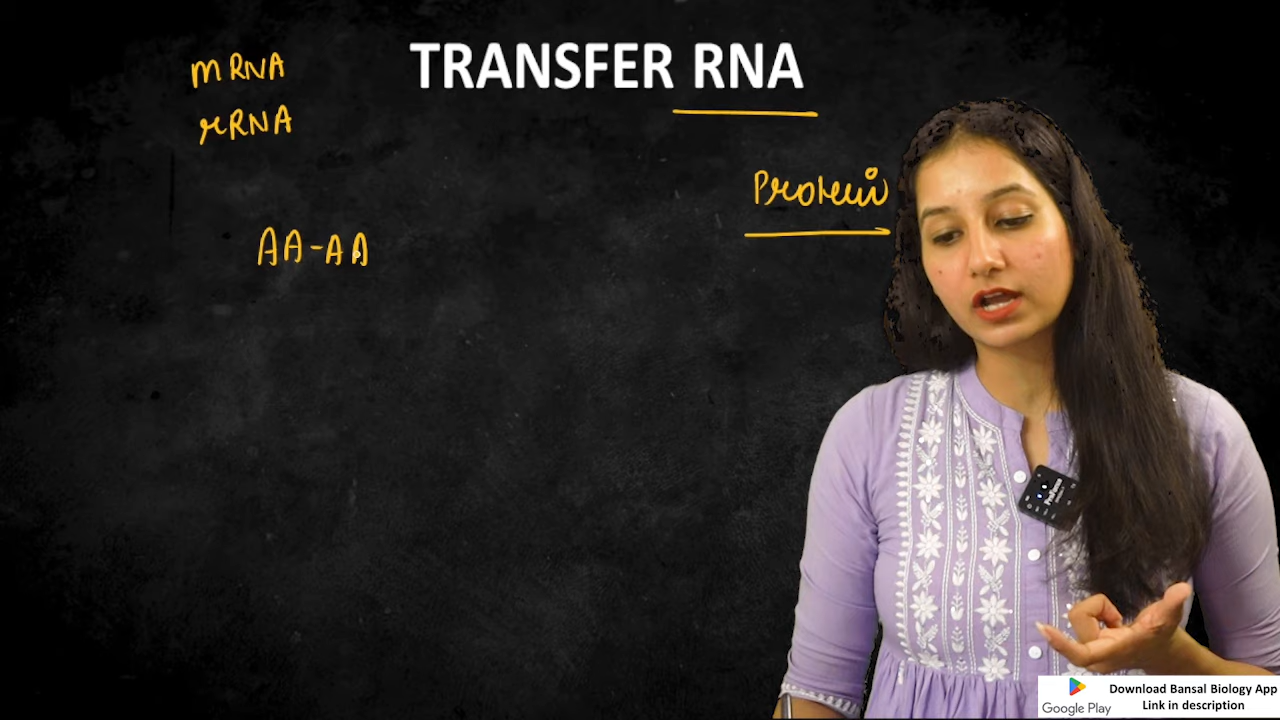 TRANSFER RNA
mRNA
rRNA
Protein
AA-AA
Google Play
Download Bansal Biology App
Link in description